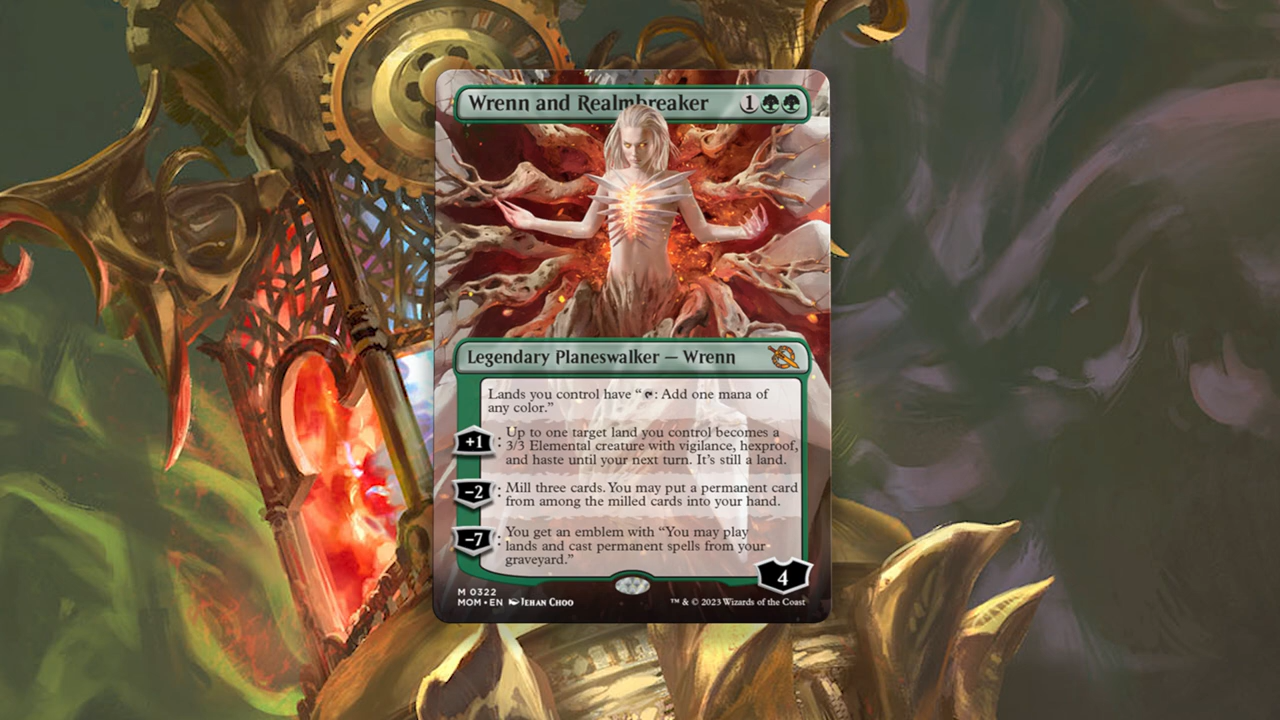 Wrenn and Realmbreaker 1
Legendary Planeswalker — Wrenn
Lands you control have “: Add one mana of
any color.”
+1: Up to one target land you control becomes a
3/3 Elemental creature with vigilance, hexproof,
and haste until your next turn. It’s still a land.
−2: Mill three cards. You may put a permanent card
from among the milled cards into your hand.
−7: You get an emblem with “You may play
lands and cast permanent spells from your
graveyard.”
4
M 0322
MOM • EN Jehan Choo
™ & © 2023 Wizards of the Coast